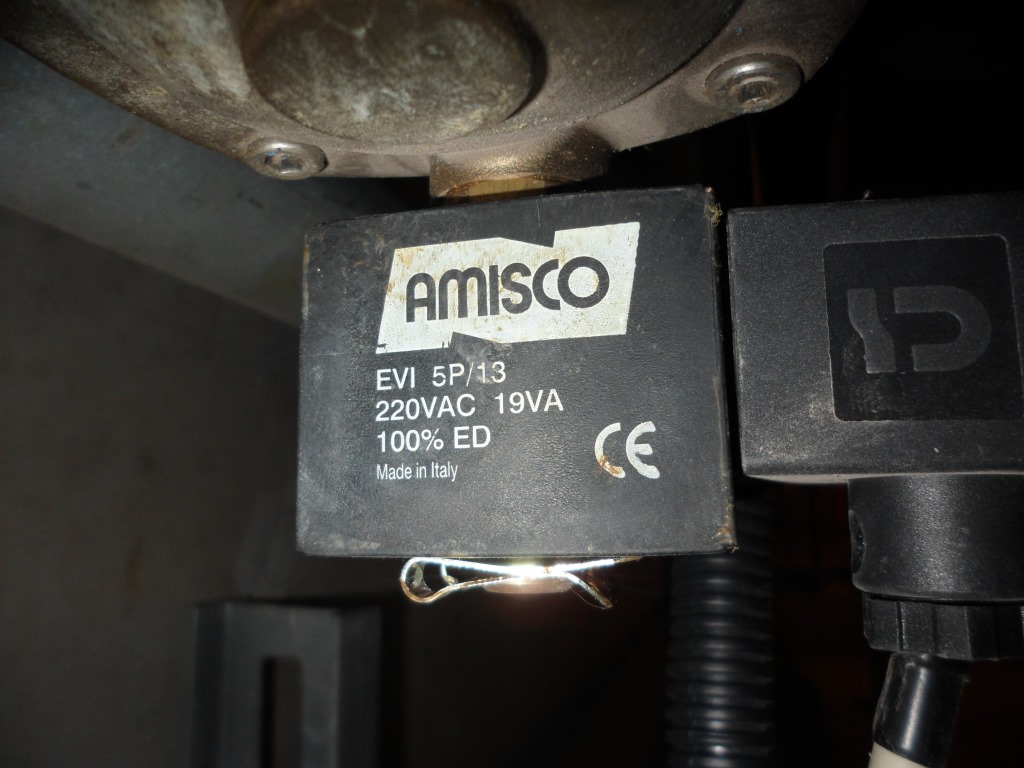 AMISCO
EVI 5P/13
220VAC 19VA
100% ED
Made in Italy
CE